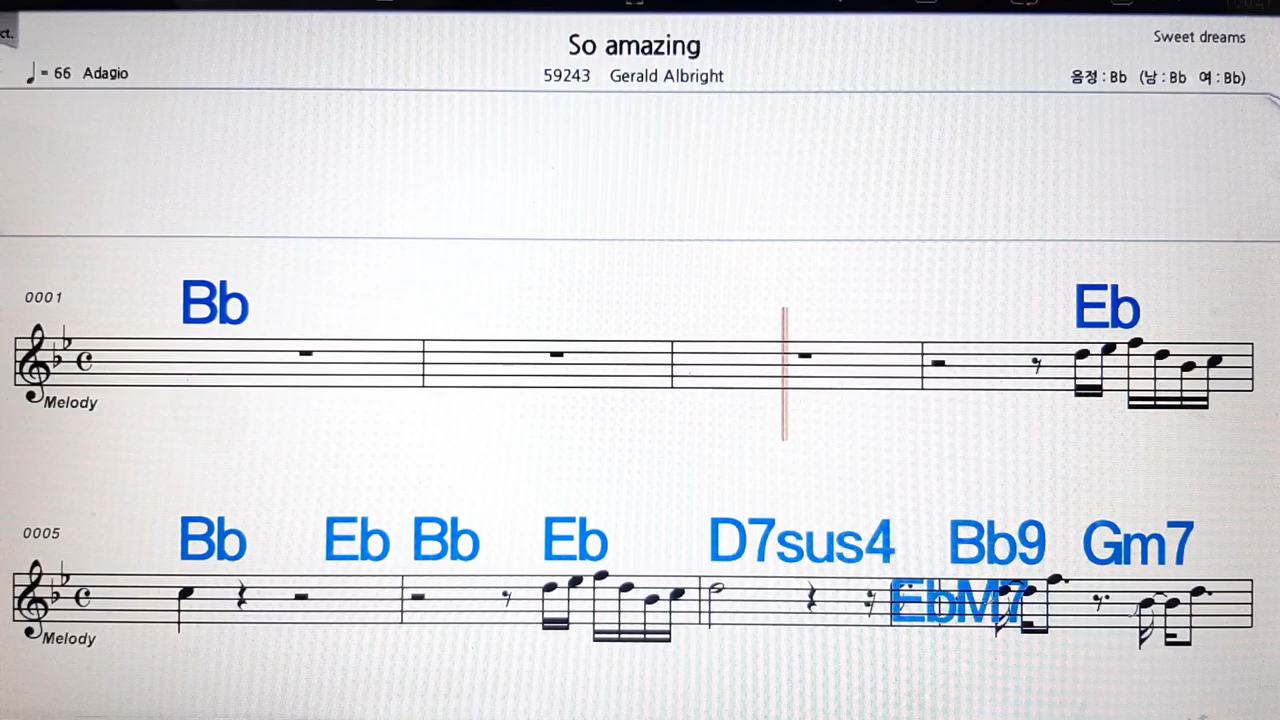 ct.
So amazing
Sweet dreams
= 66 Adagio
59243 Gerald Albright
음정 : Bb (남 : Bb 여 : Bb)
0001
Bb Eb
Melody
0005
Bb Eb Bb Eb D7sus4 Bb9 Gm7
EbM7
Melody